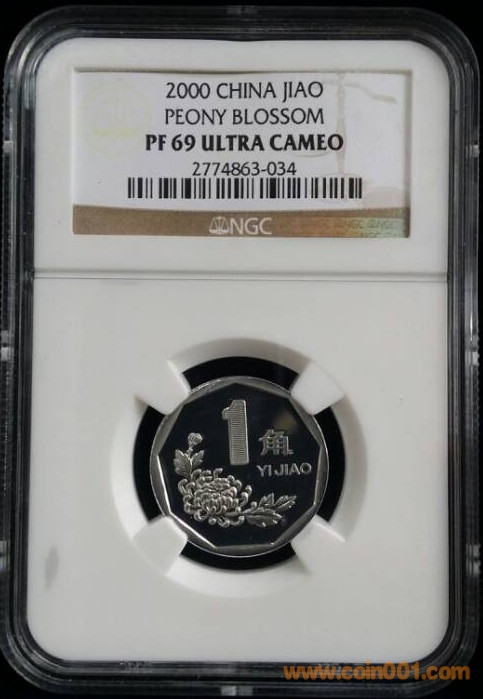 2000 CHINA JIAO
PEONY BLOSSOM
PF 69 ULTRA CAMEO
2774863-034
NGC
1角
YI JIAO
www.coin001.com